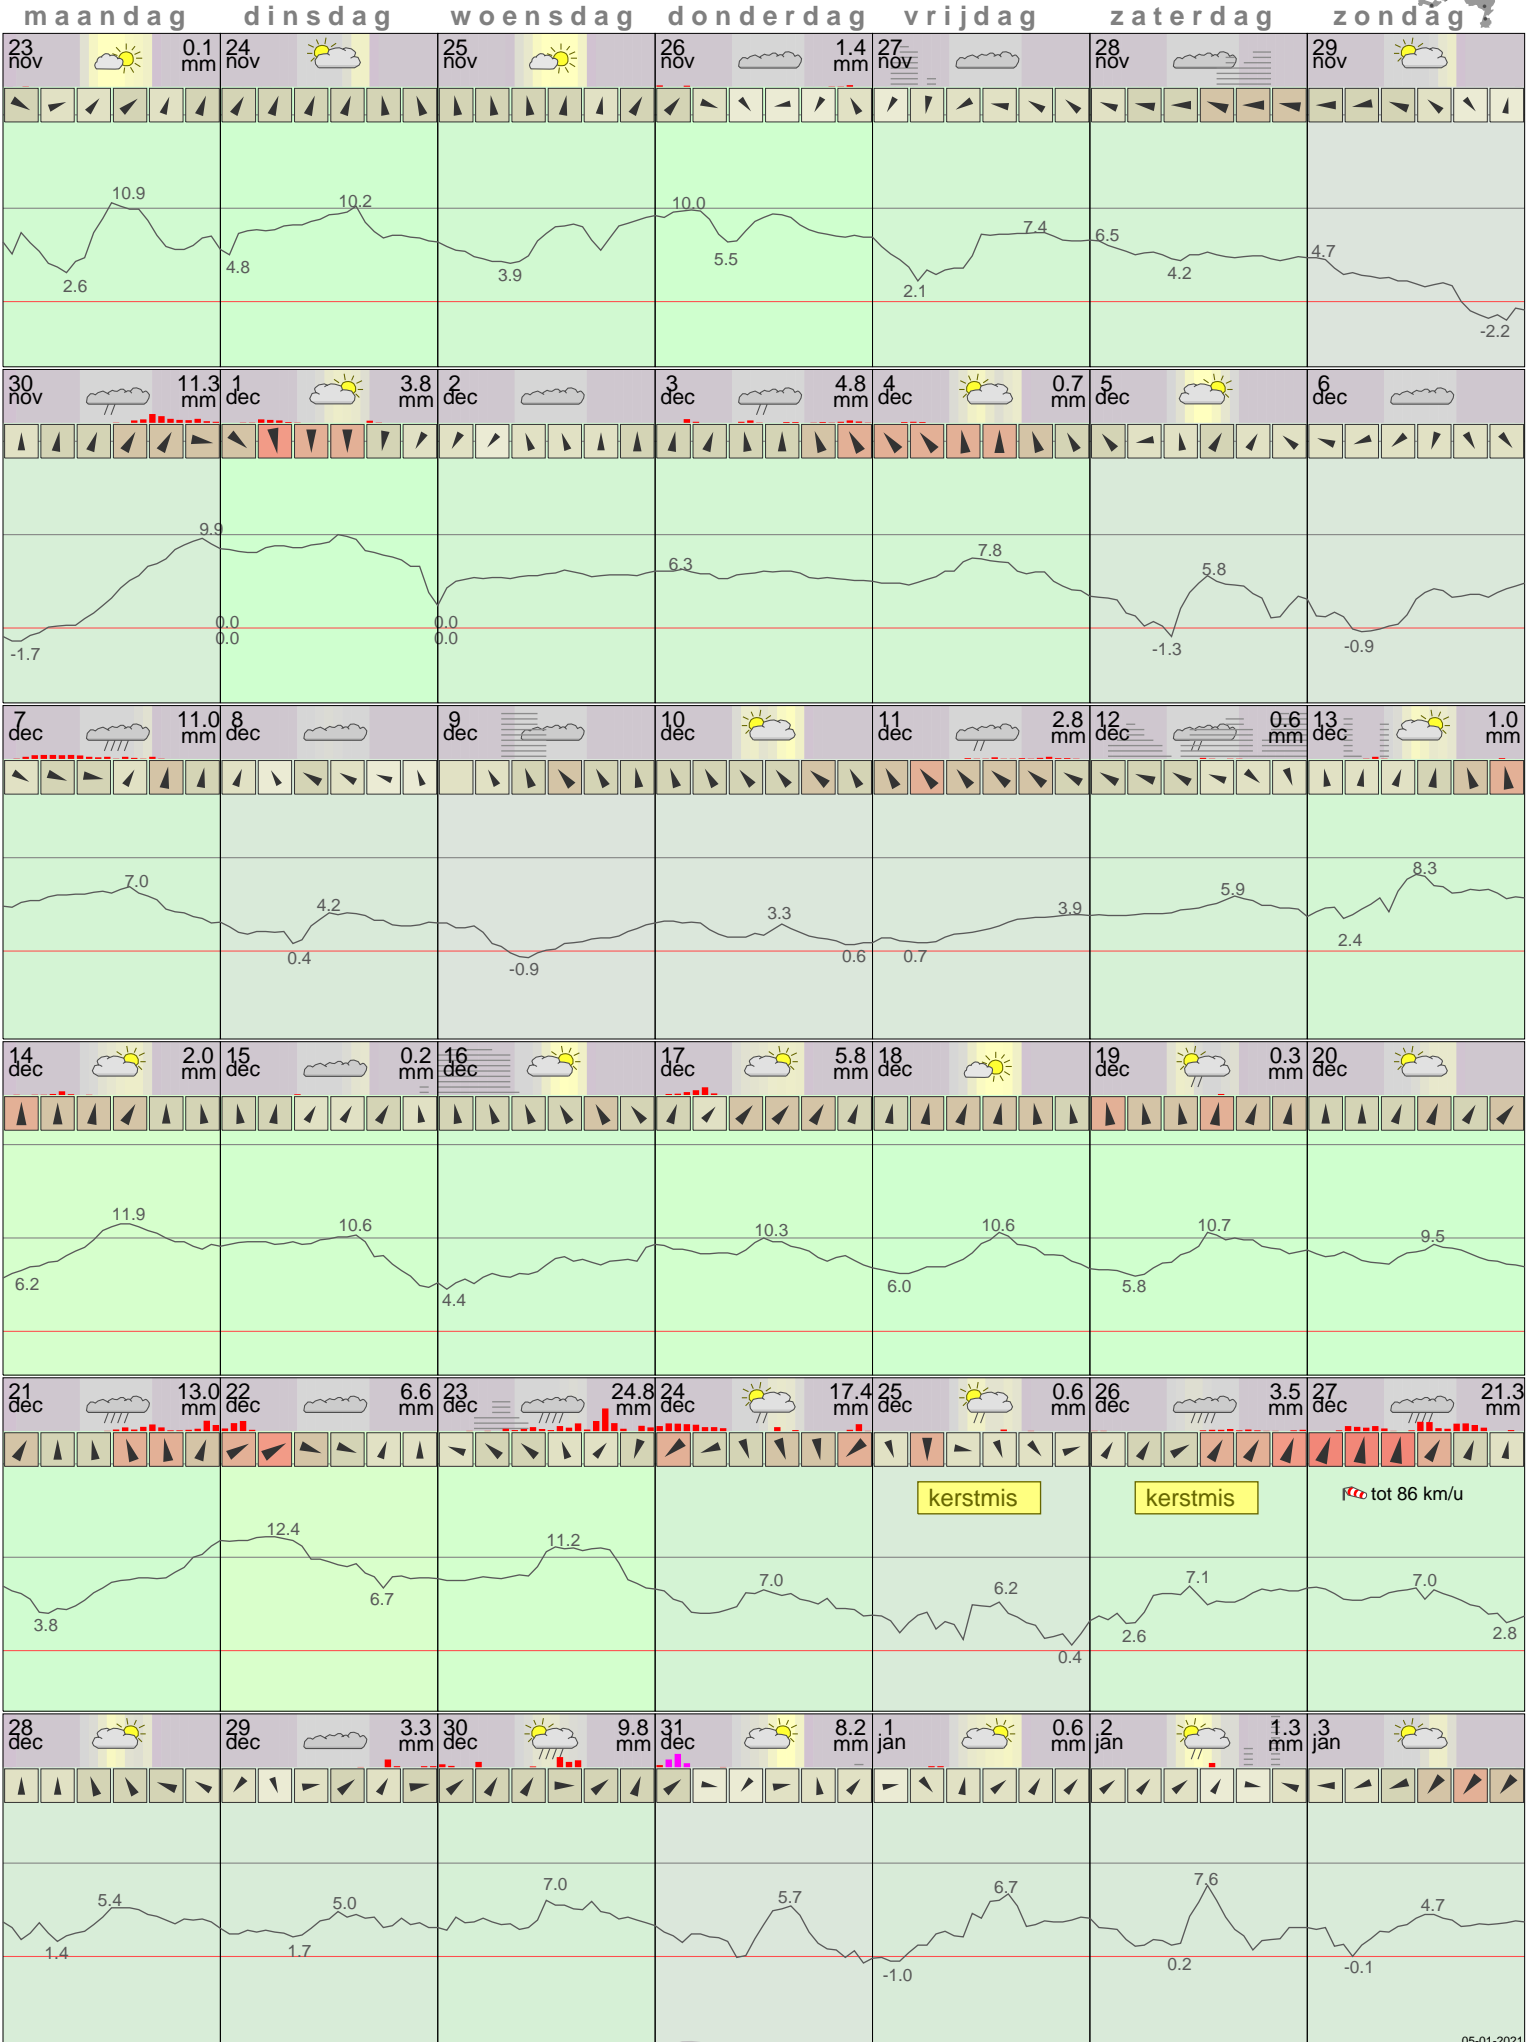 maandag dinsdag woensdag donderdag vrijdag zaterdag zondag
23 nov 0.1 mm 24 nov 25 nov 26 nov 1.4 mm 27 nov 28 nov 29 nov
10.9 2.6 4.8 10.2 3.9 10.0 5.5 2.1 7.4 6.5 4.2 4.7 -2.2
30 nov 11.3 mm 1 dec 3.8 mm 2 dec 3 dec 4.8 mm 4 dec 0.7 mm 5 dec 6 dec
-1.7 9.9 0.0 0.0 0.0 0.0 6.3 7.8 -1.3 5.8 -0.9
7 dec 11.0 mm 8 dec 9 dec 10 dec 11 dec 2.8 mm 12 dec 0.6 mm 13 dec 1.0 mm
7.0 0.4 4.2 -0.9 3.3 0.6 0.7 3.9 5.9 2.4 8.3
14 dec 2.0 mm 15 dec 0.2 mm 16 dec 17 dec 5.8 mm 18 dec 19 dec 0.3 mm 20 dec
6.2 11.9 10.6 4.4 10.3 6.0 10.6 5.8 10.7 9.5
21 dec 13.0 mm 22 dec 6.6 mm 23 dec 24.8 mm 24 dec 17.4 mm 25 dec 0.6 mm 26 dec 3.5 mm 27 dec 21.3 mm
kerstmis kerstmis tot 86 km/u
3.8 12.4 6.7 11.2 7.0 6.2 0.4 2.6 7.1 7.0 2.8
28 dec 29 dec 3.3 mm 30 dec 9.8 mm 31 dec 8.2 mm 1 jan 0.6 mm 2 jan 1.3 mm 3 jan
1.4 5.4 1.7 5.0 7.0 5.7 -1.0 6.7 0.2 7.6 -0.1 4.7
05-01-2021